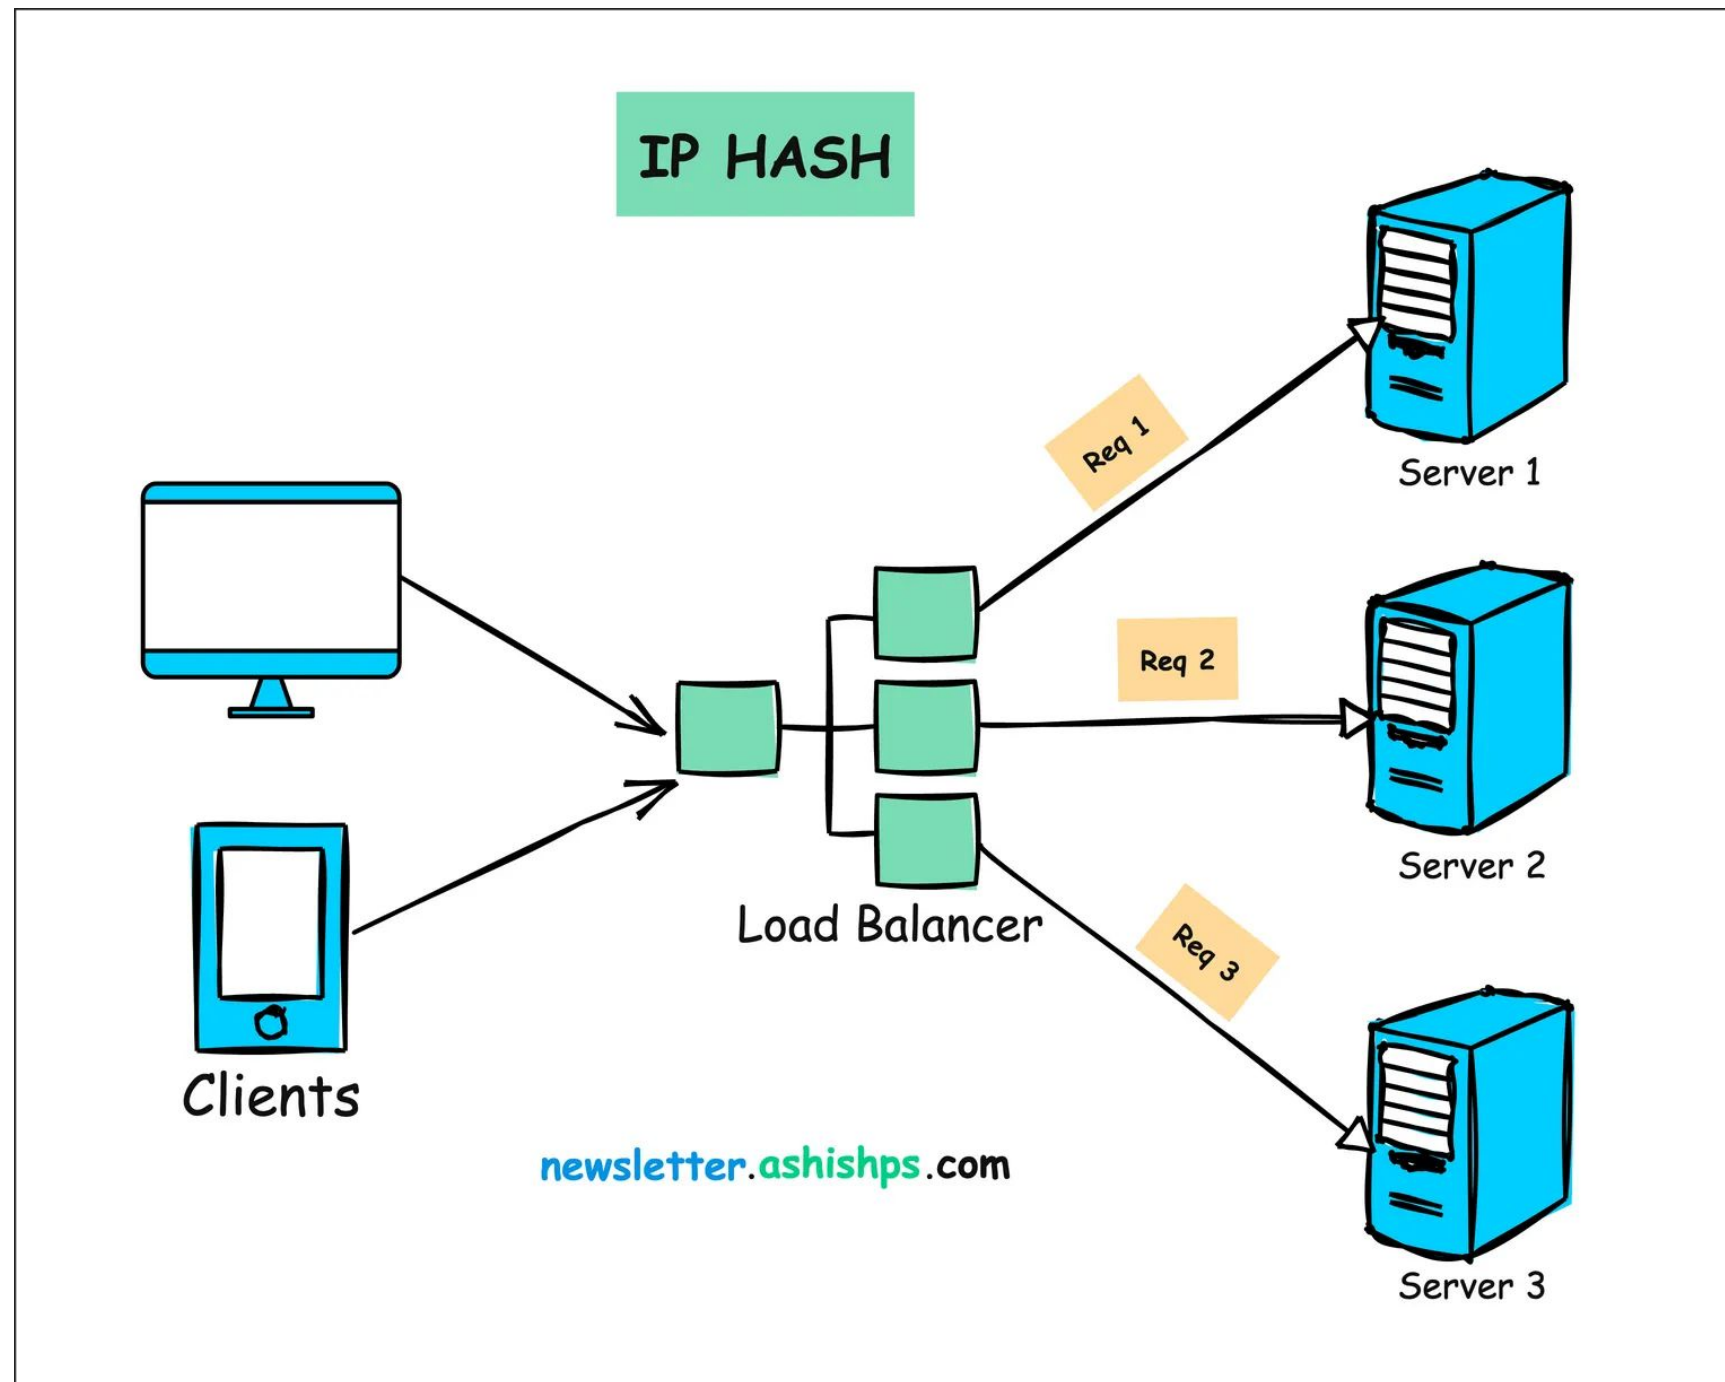 IP HASH
Req 1
Server 1
Req 2
Server 2
Load Balancer
Req 3
Clients
newsletter.ashishps.com
Server 3